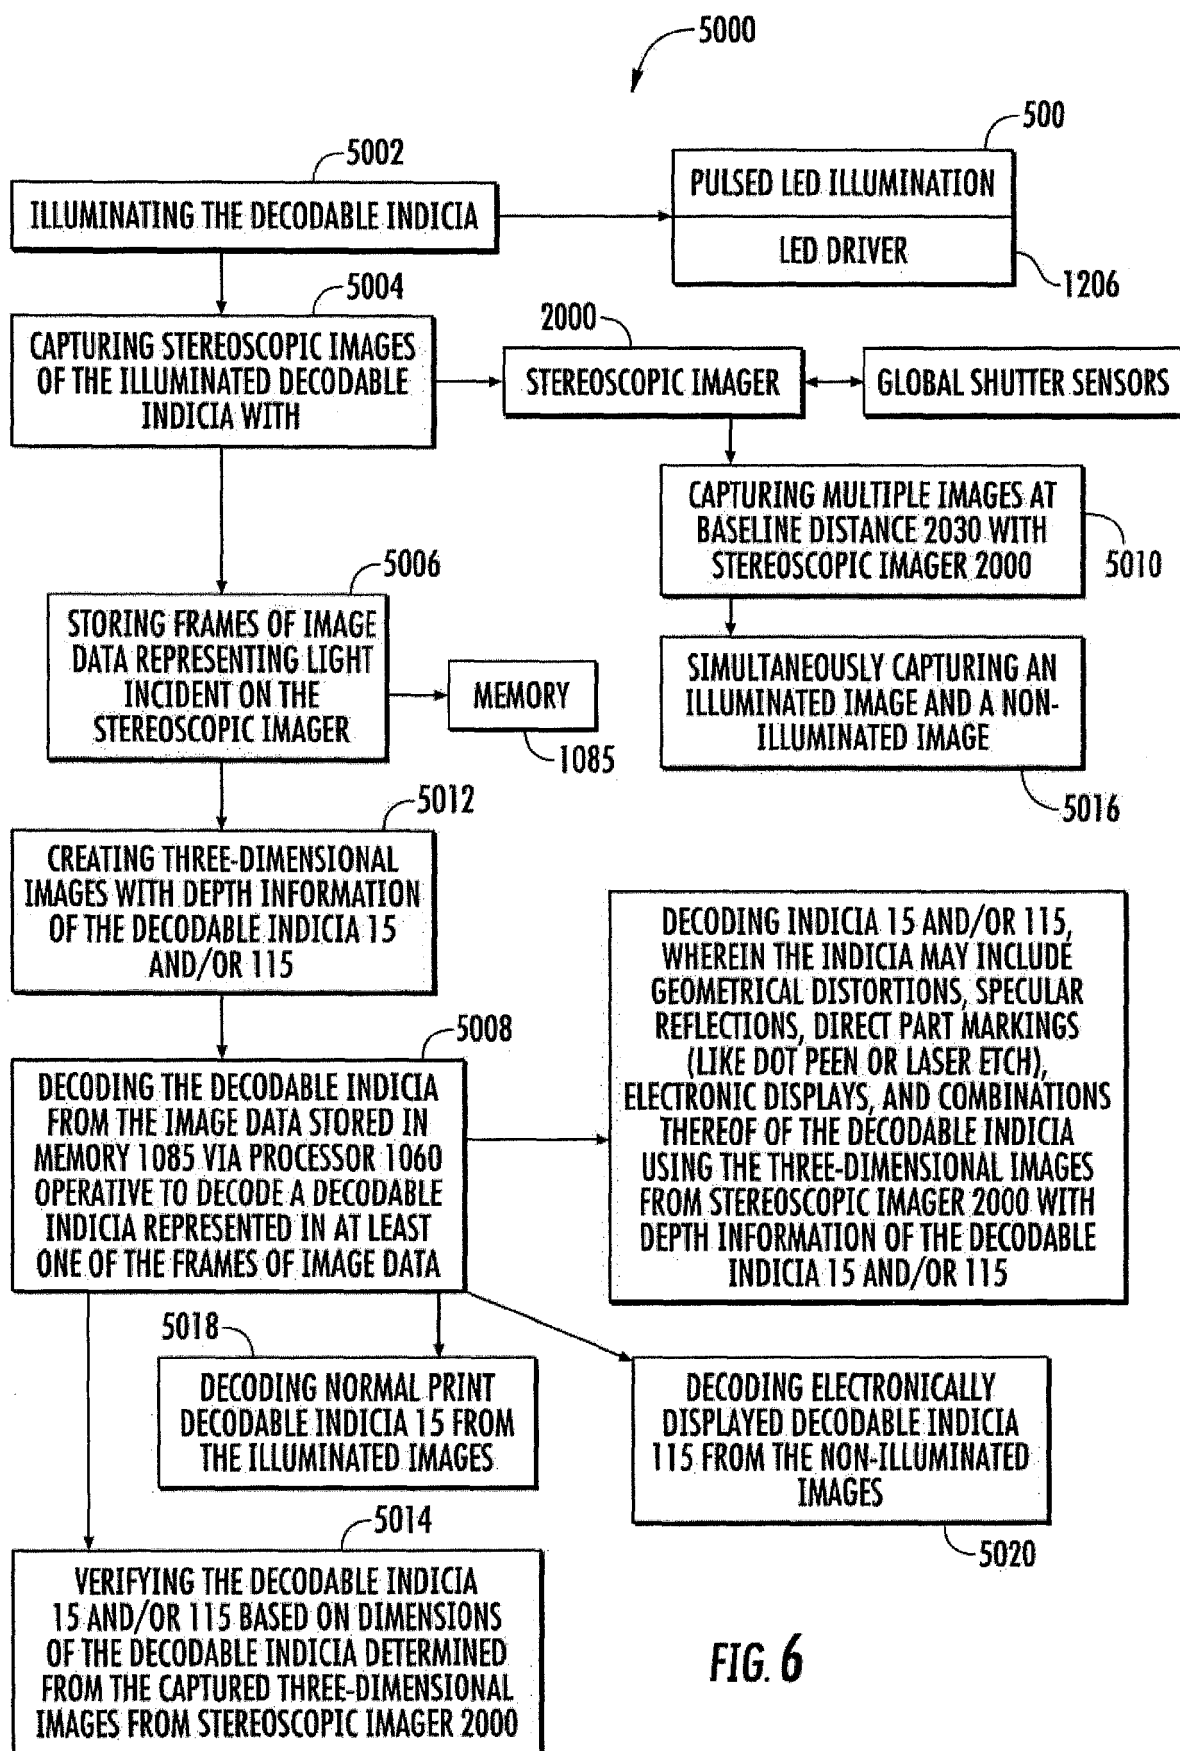 5000
5002
ILLUMINATING THE DECODABLE INDICIA
500
PULSED LED ILLUMINATION
LED DRIVER
1206
5004
CAPTURING STEREOSCOPIC IMAGES
OF THE ILLUMINATED DECODABLE
INDICIA WITH
2000
STEREOSCOPIC IMAGER
GLOBAL SHUTTER SENSORS
CAPTURING MULTIPLE IMAGES AT
BASELINE DISTANCE 2030 WITH
STEREOSCOPIC IMAGER 2000
5010
5006
STORING FRAMES OF IMAGE
DATA REPRESENTING LIGHT
INCIDENT ON THE
STEREOSCOPIC IMAGER
MEMORY
1085
SIMULTANEOUSLY CAPTURING AN
ILLUMINATED IMAGE AND A NON-
ILLUMINATED IMAGE
5016
5012
CREATING THREE-DIMENSIONAL
IMAGES WITH DEPTH INFORMATION
OF THE DECODABLE INDICIA 15
AND/OR 115
5008
DECODING THE DECODABLE INDICIA
FROM THE IMAGE DATA STORED IN
MEMORY 1085 VIA PROCESSOR 1060
OPERATIVE TO DECODE A DECODABLE
INDICIA REPRESENTED IN AT LEAST
ONE OF THE FRAMES OF IMAGE DATA
DECODING INDICIA 15 AND/OR 115,
WHEREIN THE INDICIA MAY INCLUDE
GEOMETRICAL DISTORTIONS, SPECULAR
REFLECTIONS, DIRECT PART MARKINGS
(LIKE DOT PEEN OR LASER ETCH),
ELECTRONIC DISPLAYS, AND COMBINATIONS
THEREOF OF THE DECODABLE INDICIA
USING THE THREE-DIMENSIONAL IMAGES
FROM STEREOSCOPIC IMAGER 2000 WITH
DEPTH INFORMATION OF THE DECODABLE
INDICIA 15 AND/OR 115
5018
DECODING NORMAL PRINT
DECODABLE INDICIA 15 FROM
THE ILLUMINATED IMAGES
DECODING ELECTRONICALLY
DISPLAYED DECODABLE INDICIA
115 FROM THE NON-ILLUMINATED
IMAGES
5020
5014
VERIFYING THE DECODABLE INDICIA
15 AND/OR 115 BASED ON DIMENSIONS
OF THE DECODABLE INDICIA DETERMINED
FROM THE CAPTURED THREE-DIMENSIONAL
IMAGES FROM STEREOSCOPIC IMAGER 2000
FIG. 6